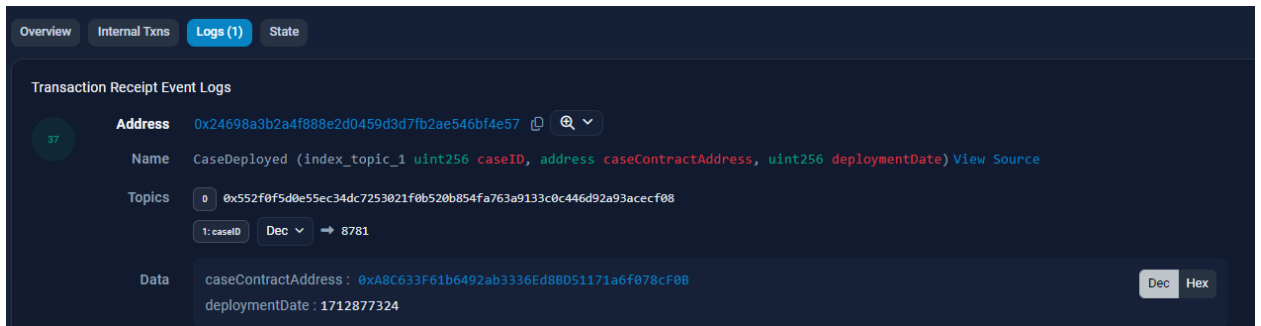 Overview Internal Txns Logs (1) State
Transaction Receipt Event Logs
37
Address 0x24698a3b2a4f888e2d0459d3d7fb2ae546bf4e57
Name CaseDeployed (index_topic_1 uint256 caseID, address caseContractAddress, uint256 deploymentDate) View Source
Topics 0 0x552f0f5d0e55ec34dc7253021f0b520b854fa763a9133c0c446d92a93acecf08
1: caseID Dec ➡ 8781
Data caseContractAddress : 0xA8C633F61b6492ab3336Ed8BD51171a6f078cF0B
Dec Hex
deploymentDate : 1712877324